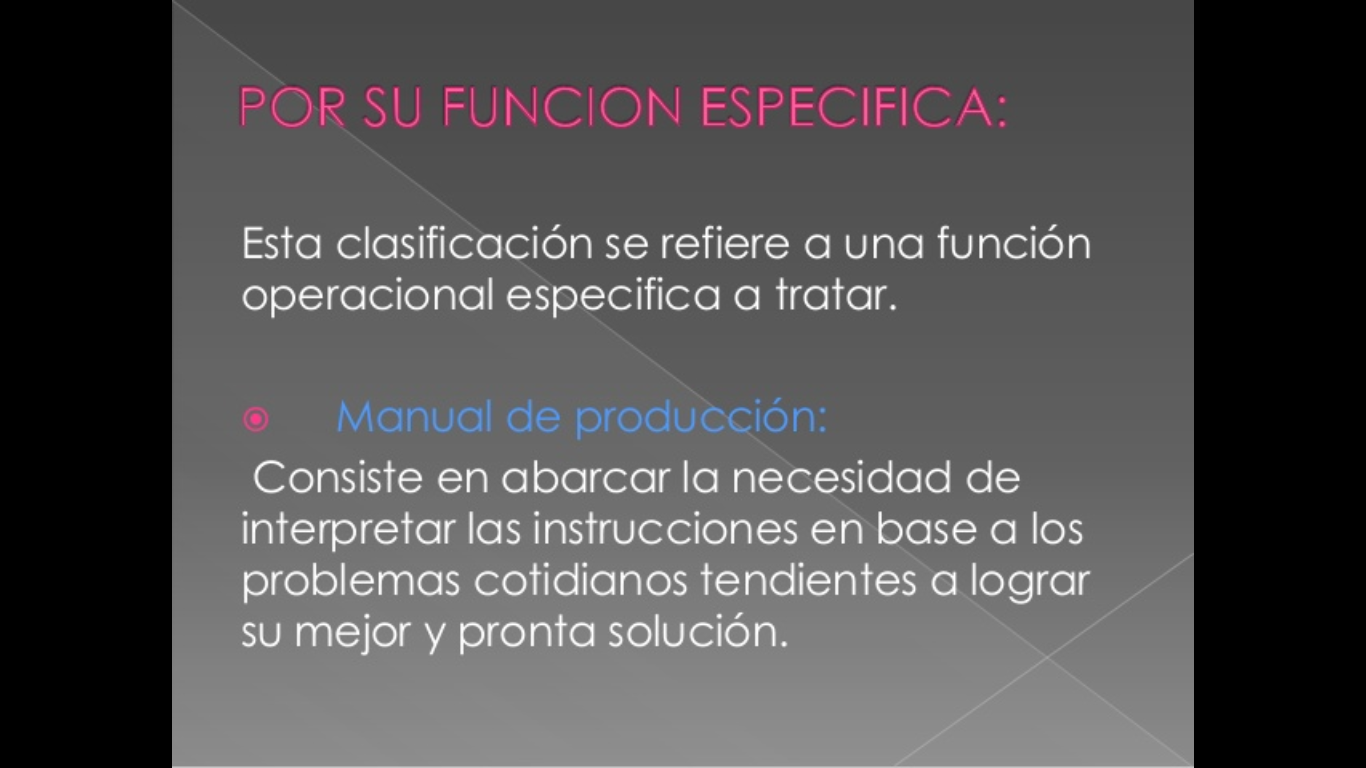 POR SU FUNCION ESPECIFICA:
Esta clasificación se refiere a una función
operacional especifica a tratar.
Manual de producción:
Consiste en abarcar la necesidad de
interpretar las instrucciones en base a los
problemas cotidianos tendientes a lograr
su mejor y pronta solución.